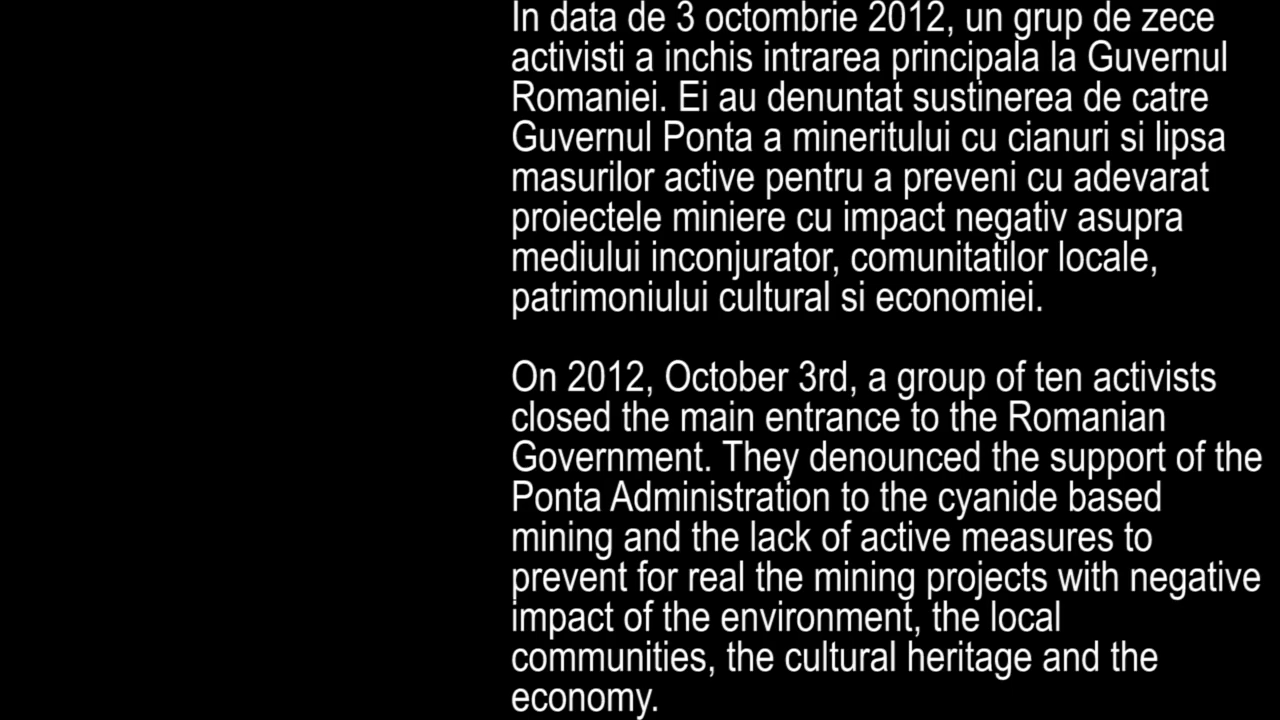 In data de 3 octombrie 2012, un grup de zece
activisti a inchis intrarea principala la Guvernul
Romaniei. Ei au denuntat sustinerea de catre
Guvernul Ponta a mineritului cu cianuri si lipsa
masurilor active pentru a preveni cu adevarat
proiectele miniere cu impact negativ asupra
mediului inconjurator, comunitatilor locale,
patrimoniului cultural si economiei.
On 2012, October 3rd, a group of ten activists
closed the main entrance to the Romanian
Government. They denounced the support of the
Ponta Administration to the cyanide based
mining and the lack of active measures to
prevent for real the mining projects with negative
impact of the environment, the local
communities, the cultural heritage and the
economy.